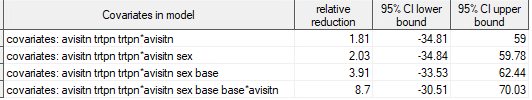 Covariates in model relative reduction 95% CI lower bound 95% CI upper bound
covariates: avisitn trtpn trtpn*avisitn 1.81 -34.81 59
covariates: avisitn trtpn trtpn*avisitn sex 2.03 -34.84 59.78
covariates: avisitn trtpn trtpn*avisitn sex base 3.91 -33.53 62.44
covariates: avisitn trtpn trtpn*avisitn sex base base*avisitn 8.7 -30.51 70.03